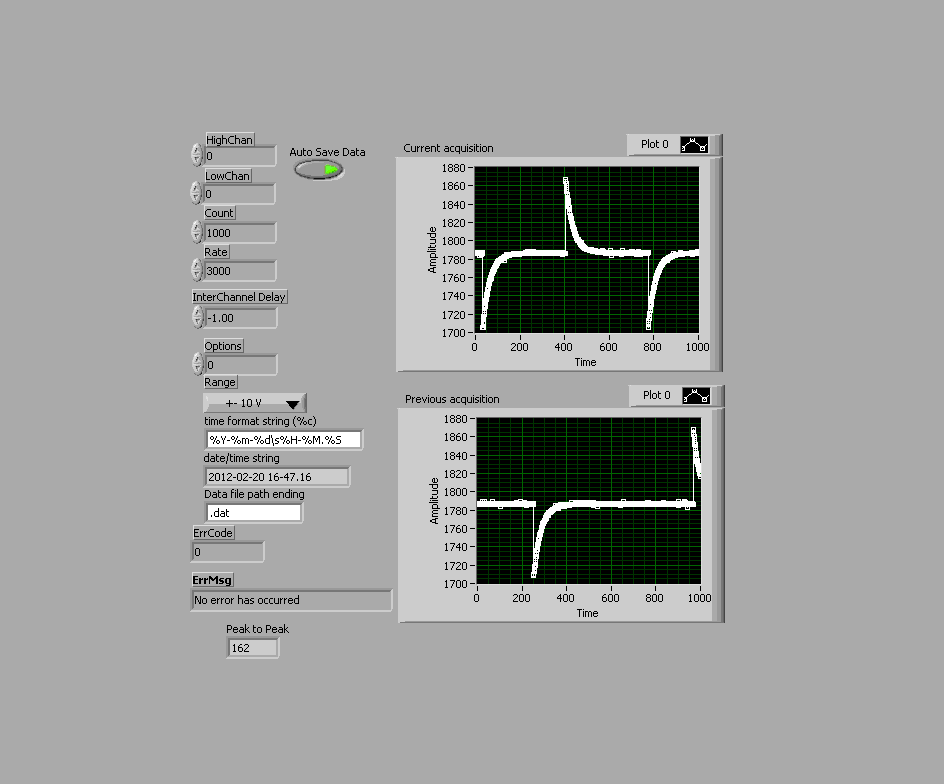 HighChan
0
Auto Save Data
LowChan
0
Count
1000
Rate
3000
InterChannel Delay
-1.00
Options
0
Range
+- 10 V
time format string (%c)
%Y-%m-%d\s%H-%M.%S
date/time string
2012-02-20 16-47.16
Data file path ending
.dat
ErrCode
0
ErrMsg
No error has occurred
Peak to Peak
162
Current acquisition
Plot 0
Amplitude
1880
1860
1840
1820
1800
1780
1760
1740
1720
1700
0 200 400 600 800 1000
Time
Previous acquisition
Plot 0
Amplitude
1880
1860
1840
1820
1800
1780
1760
1740
1720
1700
0 200 400 600 800 1000
Time